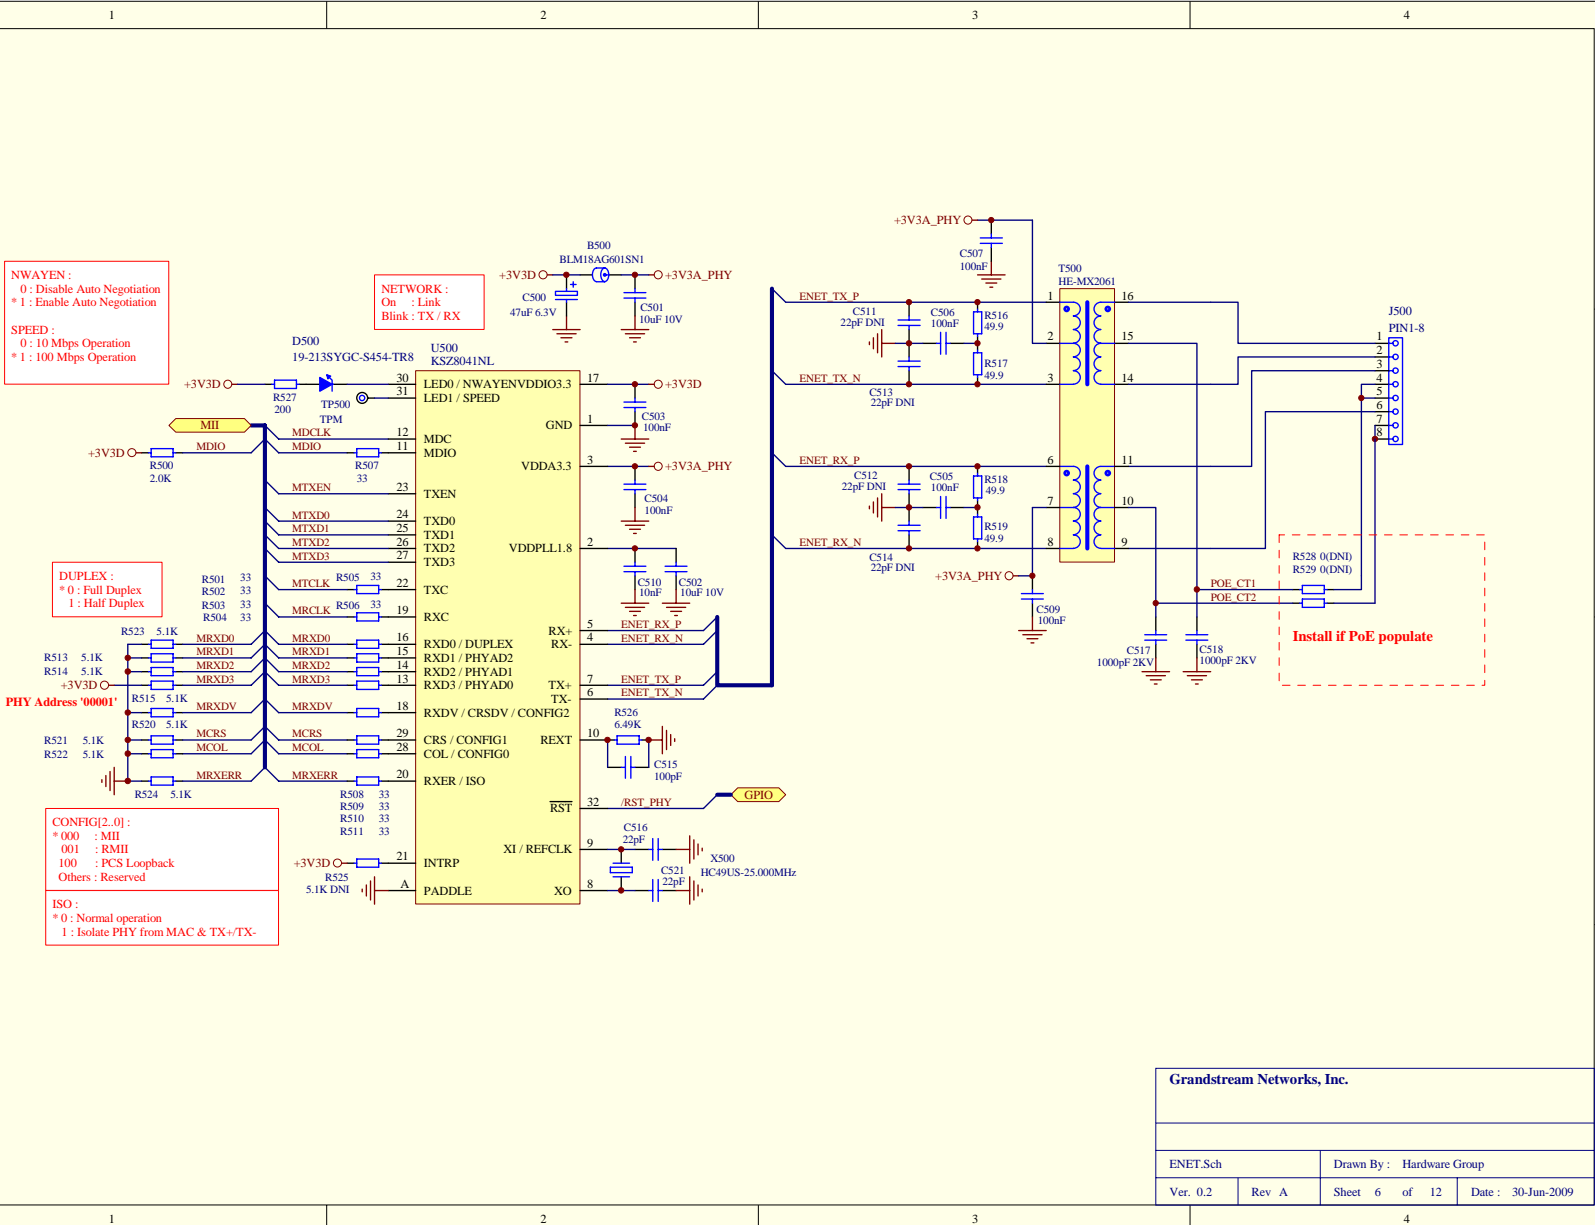 1 2 3 4
NWAYEN :
0 : Disable Auto Negotiation
* 1 : Enable Auto Negotiation
SPEED :
0 : 10 Mbps Operation
* 1 : 100 Mbps Operation
NETWORK :
On : Link
Blink : TX / RX
B500
BLM18AG601SN1
+3V3D
+3V3A_PHY
C500
47uF 6.3V
C501
10uF 10V
D500
19-213SYGC-S454-TR8
U500
KSZ8041NL
+3V3D
R527
200
TP500
TPM
MII
+3V3D
R500
2.0K
MDIO
MDCLK
MDIO
R507
33
MTXEN
MTXD0
MTXD1
MTXD2
MTXD3
MTCLK
R505 33
MRCLK
R506 33
DUPLEX :
* 0 : Full Duplex
1 : Half Duplex
R501 33
R502 33
R503 33
R504 33
R523 5.1K
R513 5.1K
R514 5.1K
+3V3D
PHY Address '00001'
R515 5.1K
R520 5.1K
R521 5.1K
R522 5.1K
R524 5.1K
MRXD0
MRXD1
MRXD2
MRXD3
MRXDV
MCRS
MCOL
MRXERR
MRXD0
MRXD1
MRXD2
MRXD3
MRXDV
MCRS
MCOL
MRXERR
R508 33
R509 33
R510 33
R511 33
+3V3D
R525
5.1K DNI
CONFIG[2..0] :
* 000 : MII
001 : RMII
100 : PCS Loopback
Others : Reserved
ISO :
* 0 : Normal operation
1 : Isolate PHY from MAC & TX+/TX-
30 LED0 / NWAYEN
31 LED1 / SPEED
12 MDC
11 MDIO
23 TXEN
24 TXD0
25 TXD1
26 TXD2
27 TXD3
22 TXC
19 RXC
16 RXD0 / DUPLEX
15 RXD1 / PHYAD2
14 RXD2 / PHYAD1
13 RXD3 / PHYAD0
18 RXDV / CRSDV / CONFIG2
29 CRS / CONFIG1
28 COL / CONFIG0
20 RXER / ISO
21 INTRP
A PADDLE
VDDIO3.3 17
GND 1
VDDA3.3 3
VDDPLL1.8 2
RX+ 5
RX- 4
TX+ 7
TX- 6
REXT 10
RST 32
XI / REFCLK 9
XO 8
+3V3D
C503
100nF
+3V3A_PHY
C504
100nF
C510
10nF
C502
10uF 10V
ENET_RX_P
ENET_RX_N
ENET_TX_P
ENET_TX_N
R526
6.49K
C515
100pF
/RST_PHY
GPIO
C516
22pF
C521
22pF
X500
HC49US-25.000MHz
+3V3A_PHY
C507
100nF
T500
HE-MX2061
ENET_TX_P
C511
22pF DNI
C506
100nF
R516
49.9
R517
49.9
ENET_TX_N
C513
22pF DNI
ENET_RX_P
C512
22pF DNI
C505
100nF
R518
49.9
R519
49.9
ENET_RX_N
C514
22pF DNI
+3V3A_PHY
C509
100nF
1 16
2 15
3 14
6 11
7 10
8 9
J500
PIN1-8
1
2
3
4
5
6
7
8
R528 0(DNI)
R529 0(DNI)
POE_CT1
POE_CT2
Install if PoE populate
C517
1000pF 2KV
C518
1000pF 2KV
Grandstream Networks, Inc.
ENET.Sch Drawn By : Hardware Group
Ver. 0.2 Rev A Sheet 6 of 12 Date : 30-Jun-2009
1 2 3 4